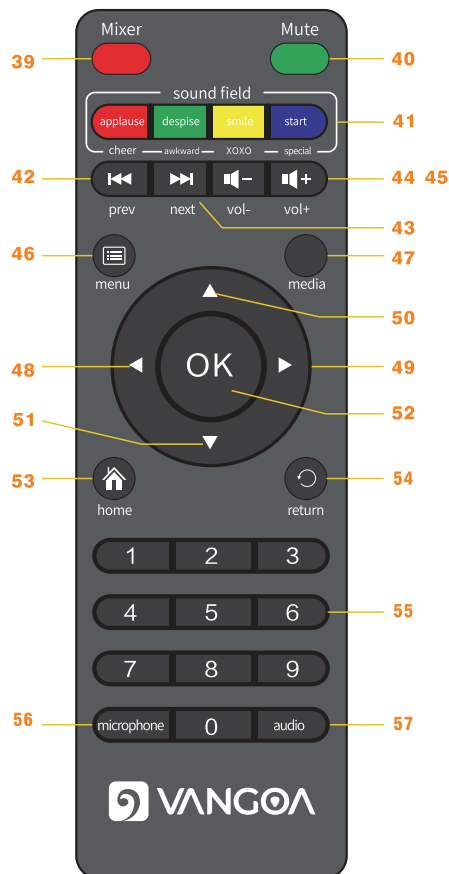 Mixer Mute
39 40
sound field
applause despise smile start
41
cheer awkward XOXO special
42 44 45
prev next vol- vol+
43
46 47
menu media
50
48 OK 49
52
51
53 54
home return
1 2 3
4 5 6
55
7 8 9
56 microphone 0 audio 57
VANGOA